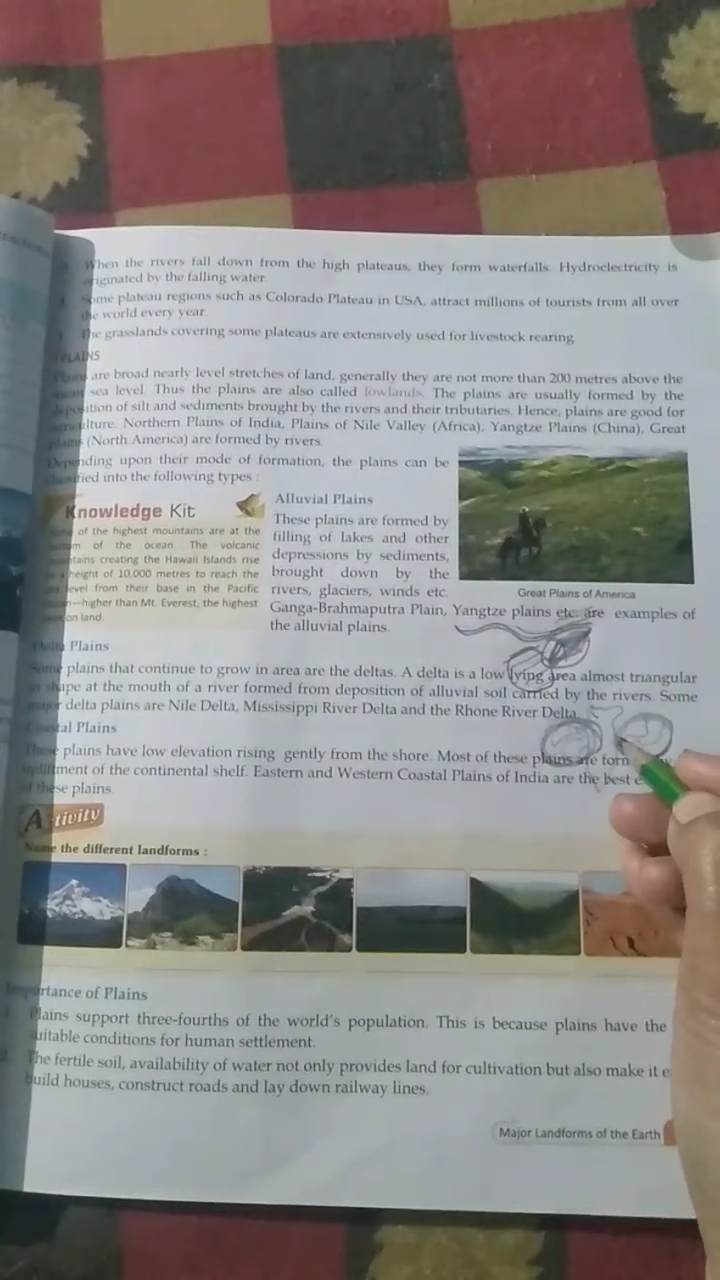 When the rivers fall down from the high plateaus, they form waterfalls. Hydroelectricity is
originated by the falling water.
Some plateau regions such as Colorado Plateau in USA, attract millions of tourists from all over
the world every year.
The grasslands covering some plateaus are extensively used for livestock rearing.
PLAINS
Plains are broad nearly level stretches of land, generally they are not more than 200 metres above the
mean sea level. Thus the plains are also called lowlands. The plains are usually formed by the
deposition of silt and sediments brought by the rivers and their tributaries. Hence, plains are good for
agriculture. Northern Plains of India, Plains of Nile Valley (Africa), Yangtze Plains (China), Great
plains (North America) are formed by rivers.
Depending upon their mode of formation, the plains can be
classified into the following types :
Knowledge Kit
of the highest mountains are at the
bottom of the ocean. The volcanic
mountains creating the Hawaii Islands rise
height of 10,000 metres to reach the
sea level from their base in the Pacific
higher than Mt. Everest, the highest
on land.
Alluvial Plains
These plains are formed by
filling of lakes and other
depressions by sediments,
brought down by the
rivers, glaciers, winds etc.
Ganga-Brahmaputra Plain, Yangtze plains etc. are examples of
the alluvial plains.
Great Plains of America
Delta Plains
Some plains that continue to grow in area are the deltas. A delta is a low lying area almost triangular
in shape at the mouth of a river formed from deposition of alluvial soil carried by the rivers. Some
major delta plains are Nile Delta, Mississippi River Delta and the Rhone River Delta.
Coastal Plains
These plains have low elevation rising gently from the shore. Most of these plains are
of the continental shelf. Eastern and Western Coastal Plains of India are the best
of these plains.
Activity
Name the different landforms :
Importance of Plains
1. Plains support three-fourths of the world's population. This is because plains have the
suitable conditions for human settlement.
2. The fertile soil, availability of water not only provides land for cultivation but also make it
build houses, construct roads and lay down railway lines.
Major Landforms of the Earth